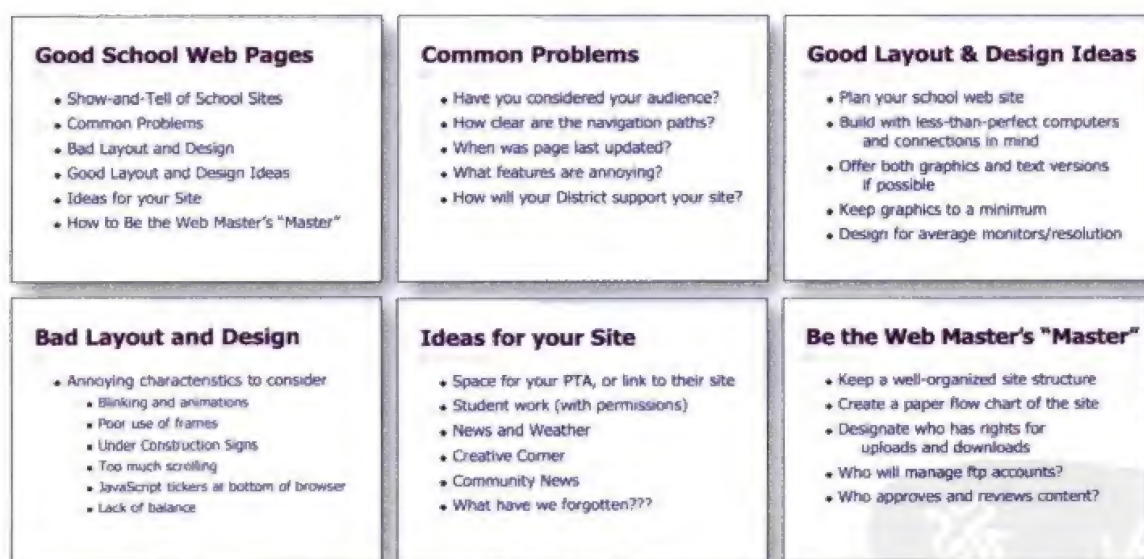 Good School Web Pages
• Show-and-Tell of School Sites
• Common Problems
• Bad Layout and Design
• Good Layout and Design Ideas
• Ideas for your Site
• How to Be the Web Master's "Master"
Common Problems
• Have you considered your audience?
• How clear are the navigation paths?
• When was page last updated?
• What features are annoying?
• How will your District support your site?
Good Layout & Design Ideas
• Plan your school web site
• Build with less-than-perfect computers
and connections in mind
• Offer both graphics and text versions
if possible
• Keep graphics to a minimum
• Design for average monitors/resolution
Bad Layout and Design
• Annoying characteristics to consider
• Blinking and animations
• Poor use of frames
• Under Construction Signs
• Too much scrolling
• JavaScript tickers at bottom of browser
• Lack of balance
Ideas for your Site
• Space for your PTA, or link to their site
• Student work (with permissions)
• News and Weather
• Creative Corner
• Community News
• What have we forgotten???
Be the Web Master's "Master"
• Keep a well-organized site structure
• Create a paper flow chart of the site
• Designate who has rights for
uploads and downloads
• Who will manage ftp accounts?
• Who approves and reviews content?